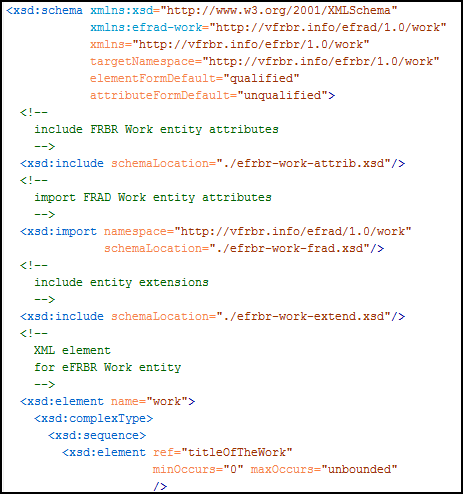 <xsd:schema xmlns:xsd="http://www.w3.org/2001/XMLSchema"
xmlns:efrad-work="http://vfrbr.info/efrad/1.0/work"
xmlns="http://vfrbr.info/efrbr/1.0/work"
targetNamespace="http://vfrbr.info/efrbr/1.0/work"
elementFormDefault="qualified"
attributeFormDefault="unqualified">
<!--
include FRBR Work entity attributes
-->
<xsd:include schemaLocation="./efrbr-work-attrib.xsd"/>
<!--
import FRAD Work entity attributes
-->
<xsd:import namespace="http://vfrbr.info/efrad/1.0/work"
schemaLocation="./efrbr-work-frad.xsd"/>
<!--
include entity extensions
-->
<xsd:include schemaLocation="./efrbr-work-extend.xsd"/>
<!--
XML element
for eFRBR Work entity
-->
<xsd:element name="work">
<xsd:complexType>
<xsd:sequence>
<xsd:element ref="titleOfTheWork"
minOccurs="0" maxOccurs="unbounded"
/>